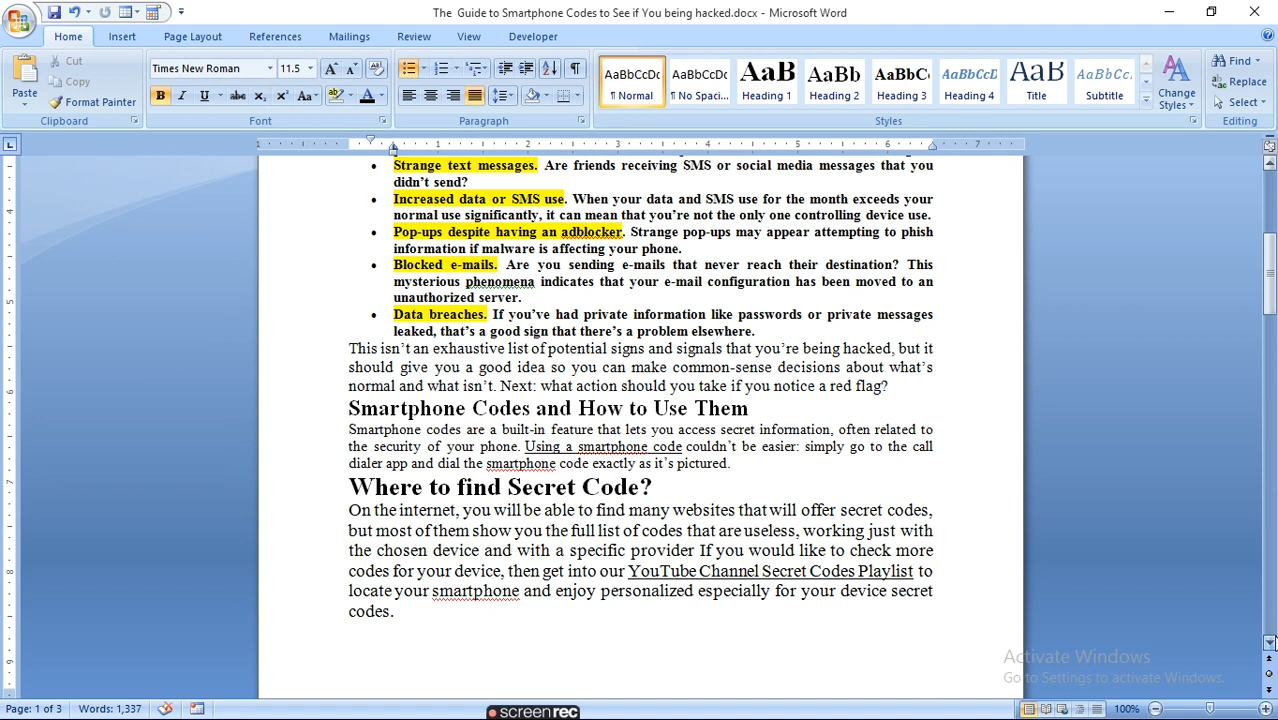 The Guide to Smartphone Codes to See if You being hacked.docx - Microsoft Word
Home Insert Page Layout References Mailings Review View Developer
Paste
Cut
Copy
Format Painter
Clipboard
Times New Roman 11.5
Font
Paragraph
AaBbCcDc AaBbCcDc AaB AaBb AaBbC AaBbCcD AaB AaBbCc.
¶ Normal ¶ No Spaci... Heading 1 Heading 2 Heading 3 Heading 4 Title Subtitle
Change
Styles
Styles
Find
Replace
Select
Editing
1 1 2 3 4 5 6 7
Strange text messages. Are friends receiving SMS or social media messages that you
didn’t send?
Increased data or SMS use. When your data and SMS use for the month exceeds your
normal use significantly, it can mean that you’re not the only one controlling device use.
Pop-ups despite having an adblocker. Strange pop-ups may appear attempting to phish
information if malware is affecting your phone.
Blocked e-mails. Are you sending e-mails that never reach their destination? This
mysterious phenomena indicates that your e-mail configuration has been moved to an
unauthorized server.
Data breaches. If you’ve had private information like passwords or private messages
leaked, that’s a good sign that there’s a problem elsewhere.
This isn’t an exhaustive list of potential signs and signals that you’re being hacked, but it
should give you a good idea so you can make common-sense decisions about what’s
normal and what isn’t. Next: what action should you take if you notice a red flag?
Smartphone Codes and How to Use Them
Smartphone codes are a built-in feature that lets you access secret information, often related to
the security of your phone. Using a smartphone code couldn’t be easier: simply go to the call
dialer app and dial the smartphone code exactly as it’s pictured.
Where to find Secret Code?
On the internet, you will be able to find many websites that will offer secret codes,
but most of them show you the full list of codes that are useless, working just with
the chosen device and with a specific provider If you would like to check more
codes for your device, then get into our YouTube Channel Secret Codes Playlist to
locate your smartphone and enjoy personalized especially for your device secret
codes.
Activate Windows
Go to Settings to activate Windows.
Page: 1 of 3 Words: 1,337
screenrec
100%